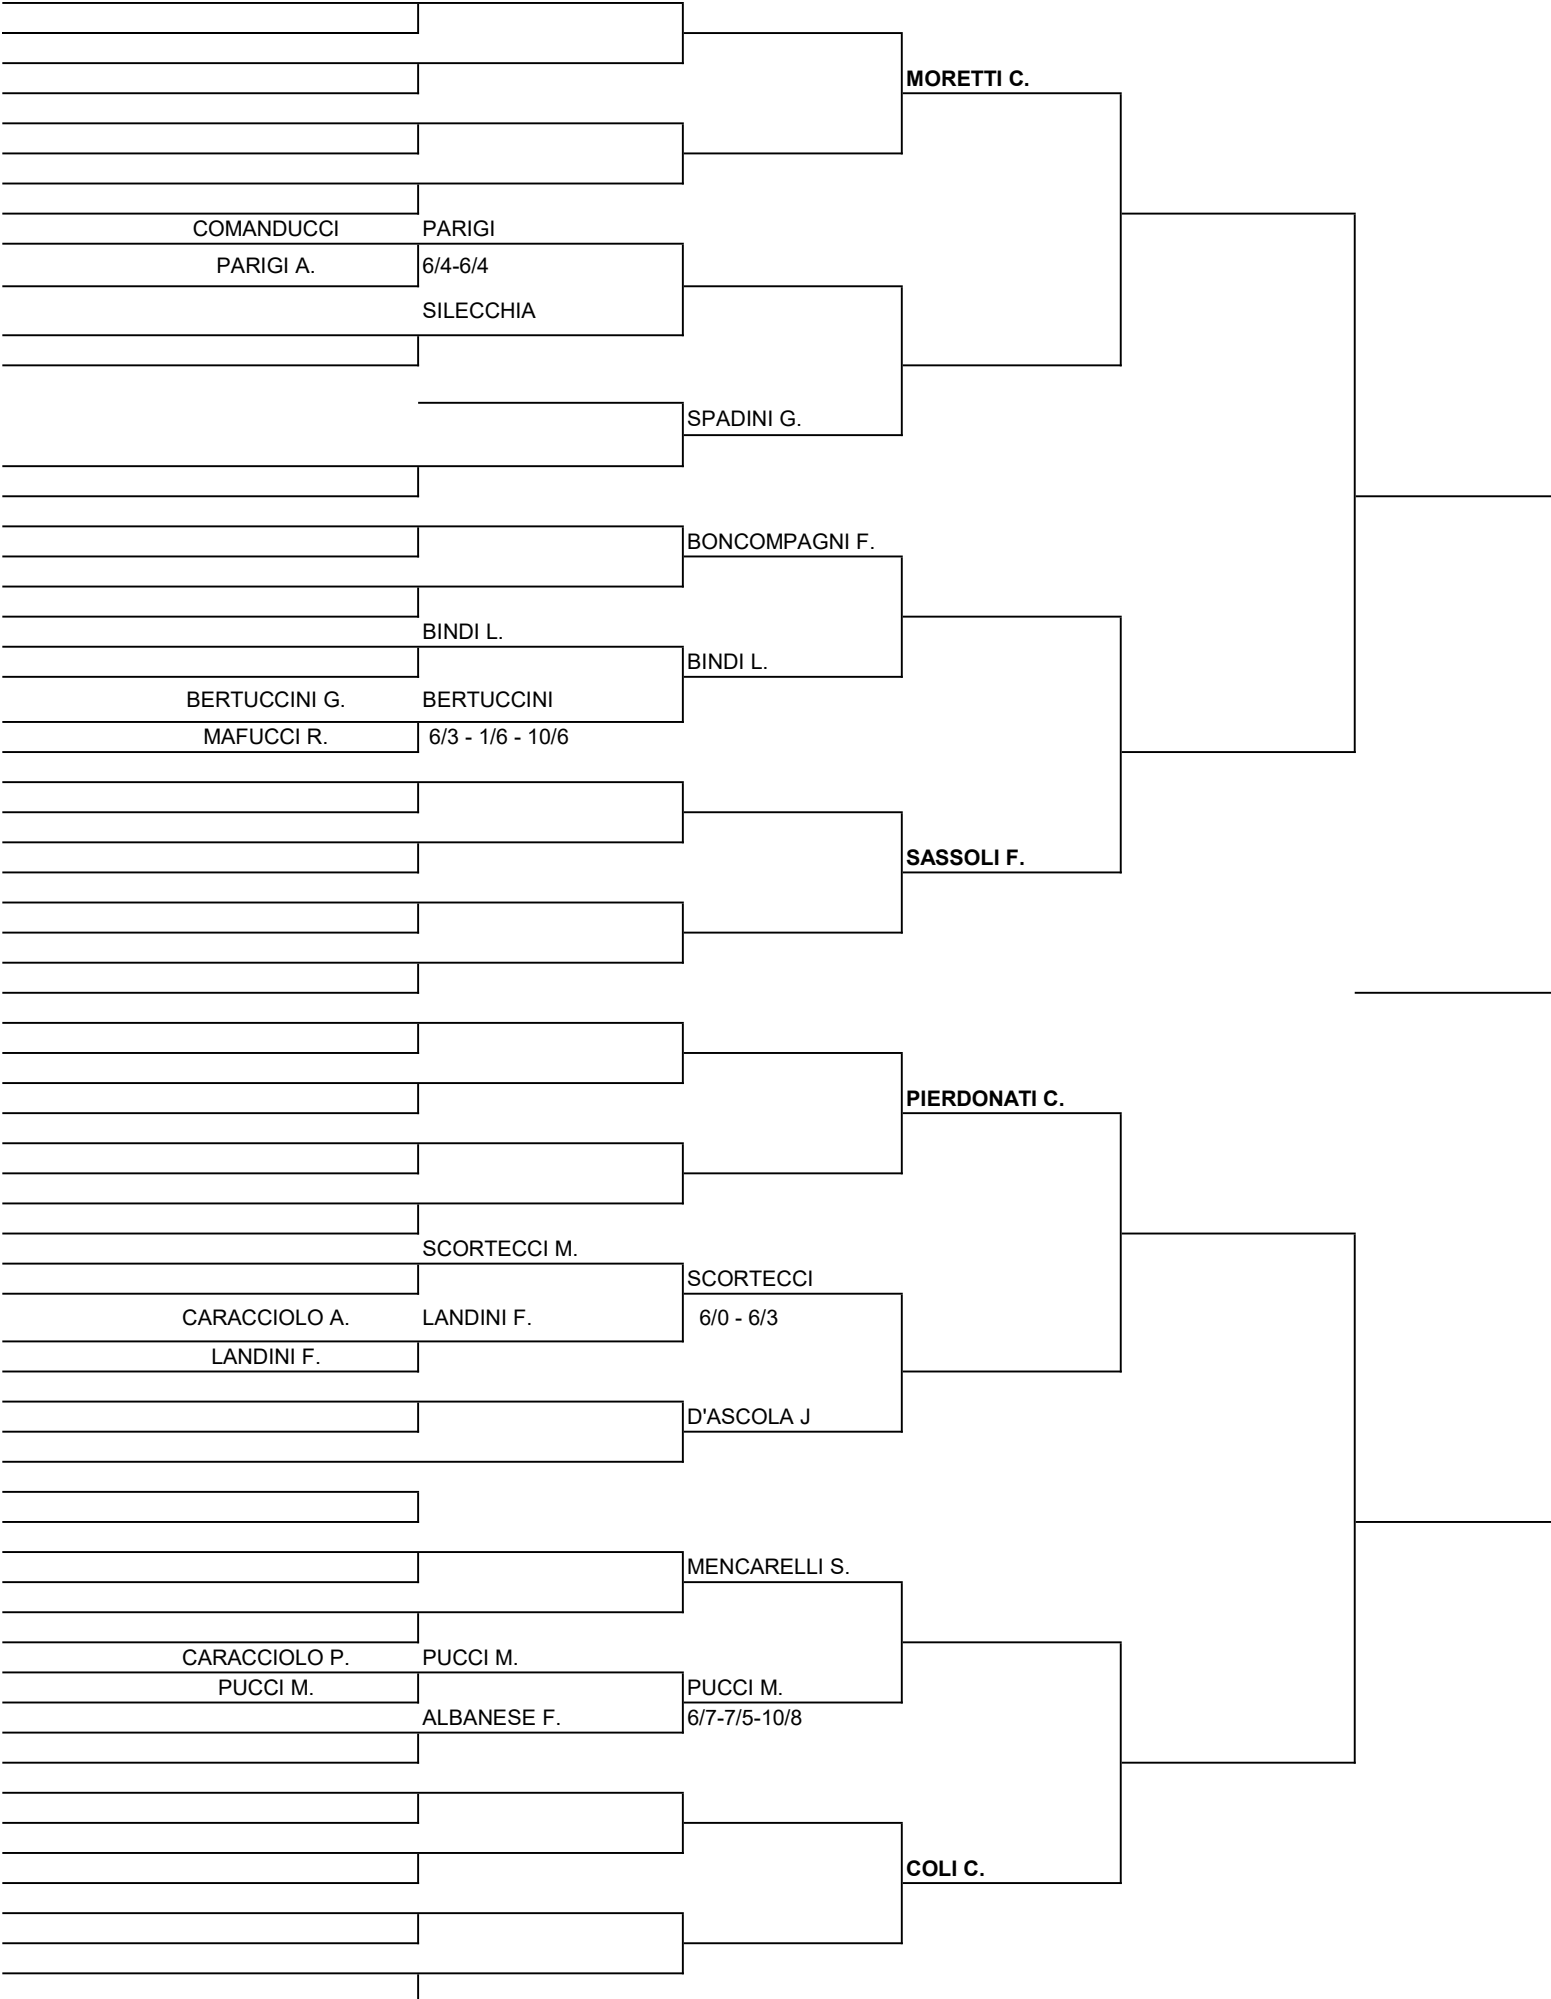 MORETTI C.
COMANDUCCI PARIGI
PARIGI A. 6/4-6/4
SILECCHIA
SPADINI G.
BONCOMPAGNI F.
BINDI L.
BINDI L.
BERTUCCINI G. BERTUCCINI
MAFUCCI R. 6/3 - 1/6 - 10/6
SASSOLI F.
PIERDONATI C.
SCORTECCI M.
SCORTECCI
CARACCIOLO A. LANDINI F. 6/0 - 6/3
LANDINI F.
D'ASCOLA J
MENCARELLI S.
CARACCIOLO P. PUCCI M.
PUCCI M. PUCCI M.
ALBANESE F. 6/7-7/5-10/8
COLI C.